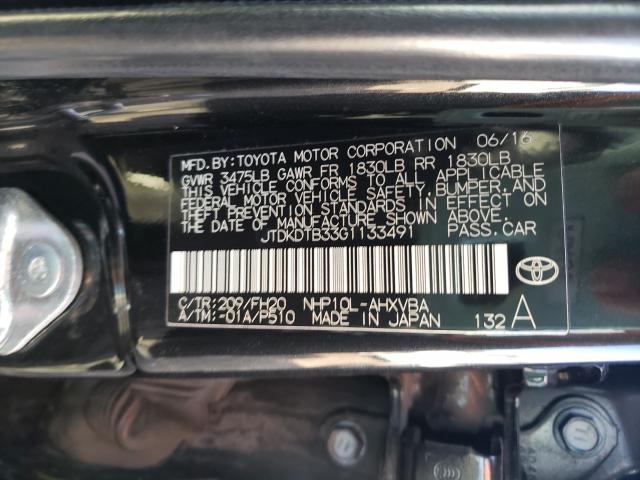 MFD. BY: TOYOTA MOTOR CORPORATION 06/16
GVWR 3475LB GAWR FR 1830LB RR 1830LB
THIS VEHICLE CONFORMS TO ALL APPLICABLE
FEDERAL MOTOR VEHICLE SAFETY, BUMPER, AND
THEFT PREVENTION STANDARDS IN EFFECT ON
THE DATE OF MANUFACTURE SHOWN ABOVE.
JTDKDTB33G1133491 PASS.CAR
C/TR:209/FH20 NHP10L-AHXVBA
A/TM:-01A/P510 MADE IN JAPAN 132 A